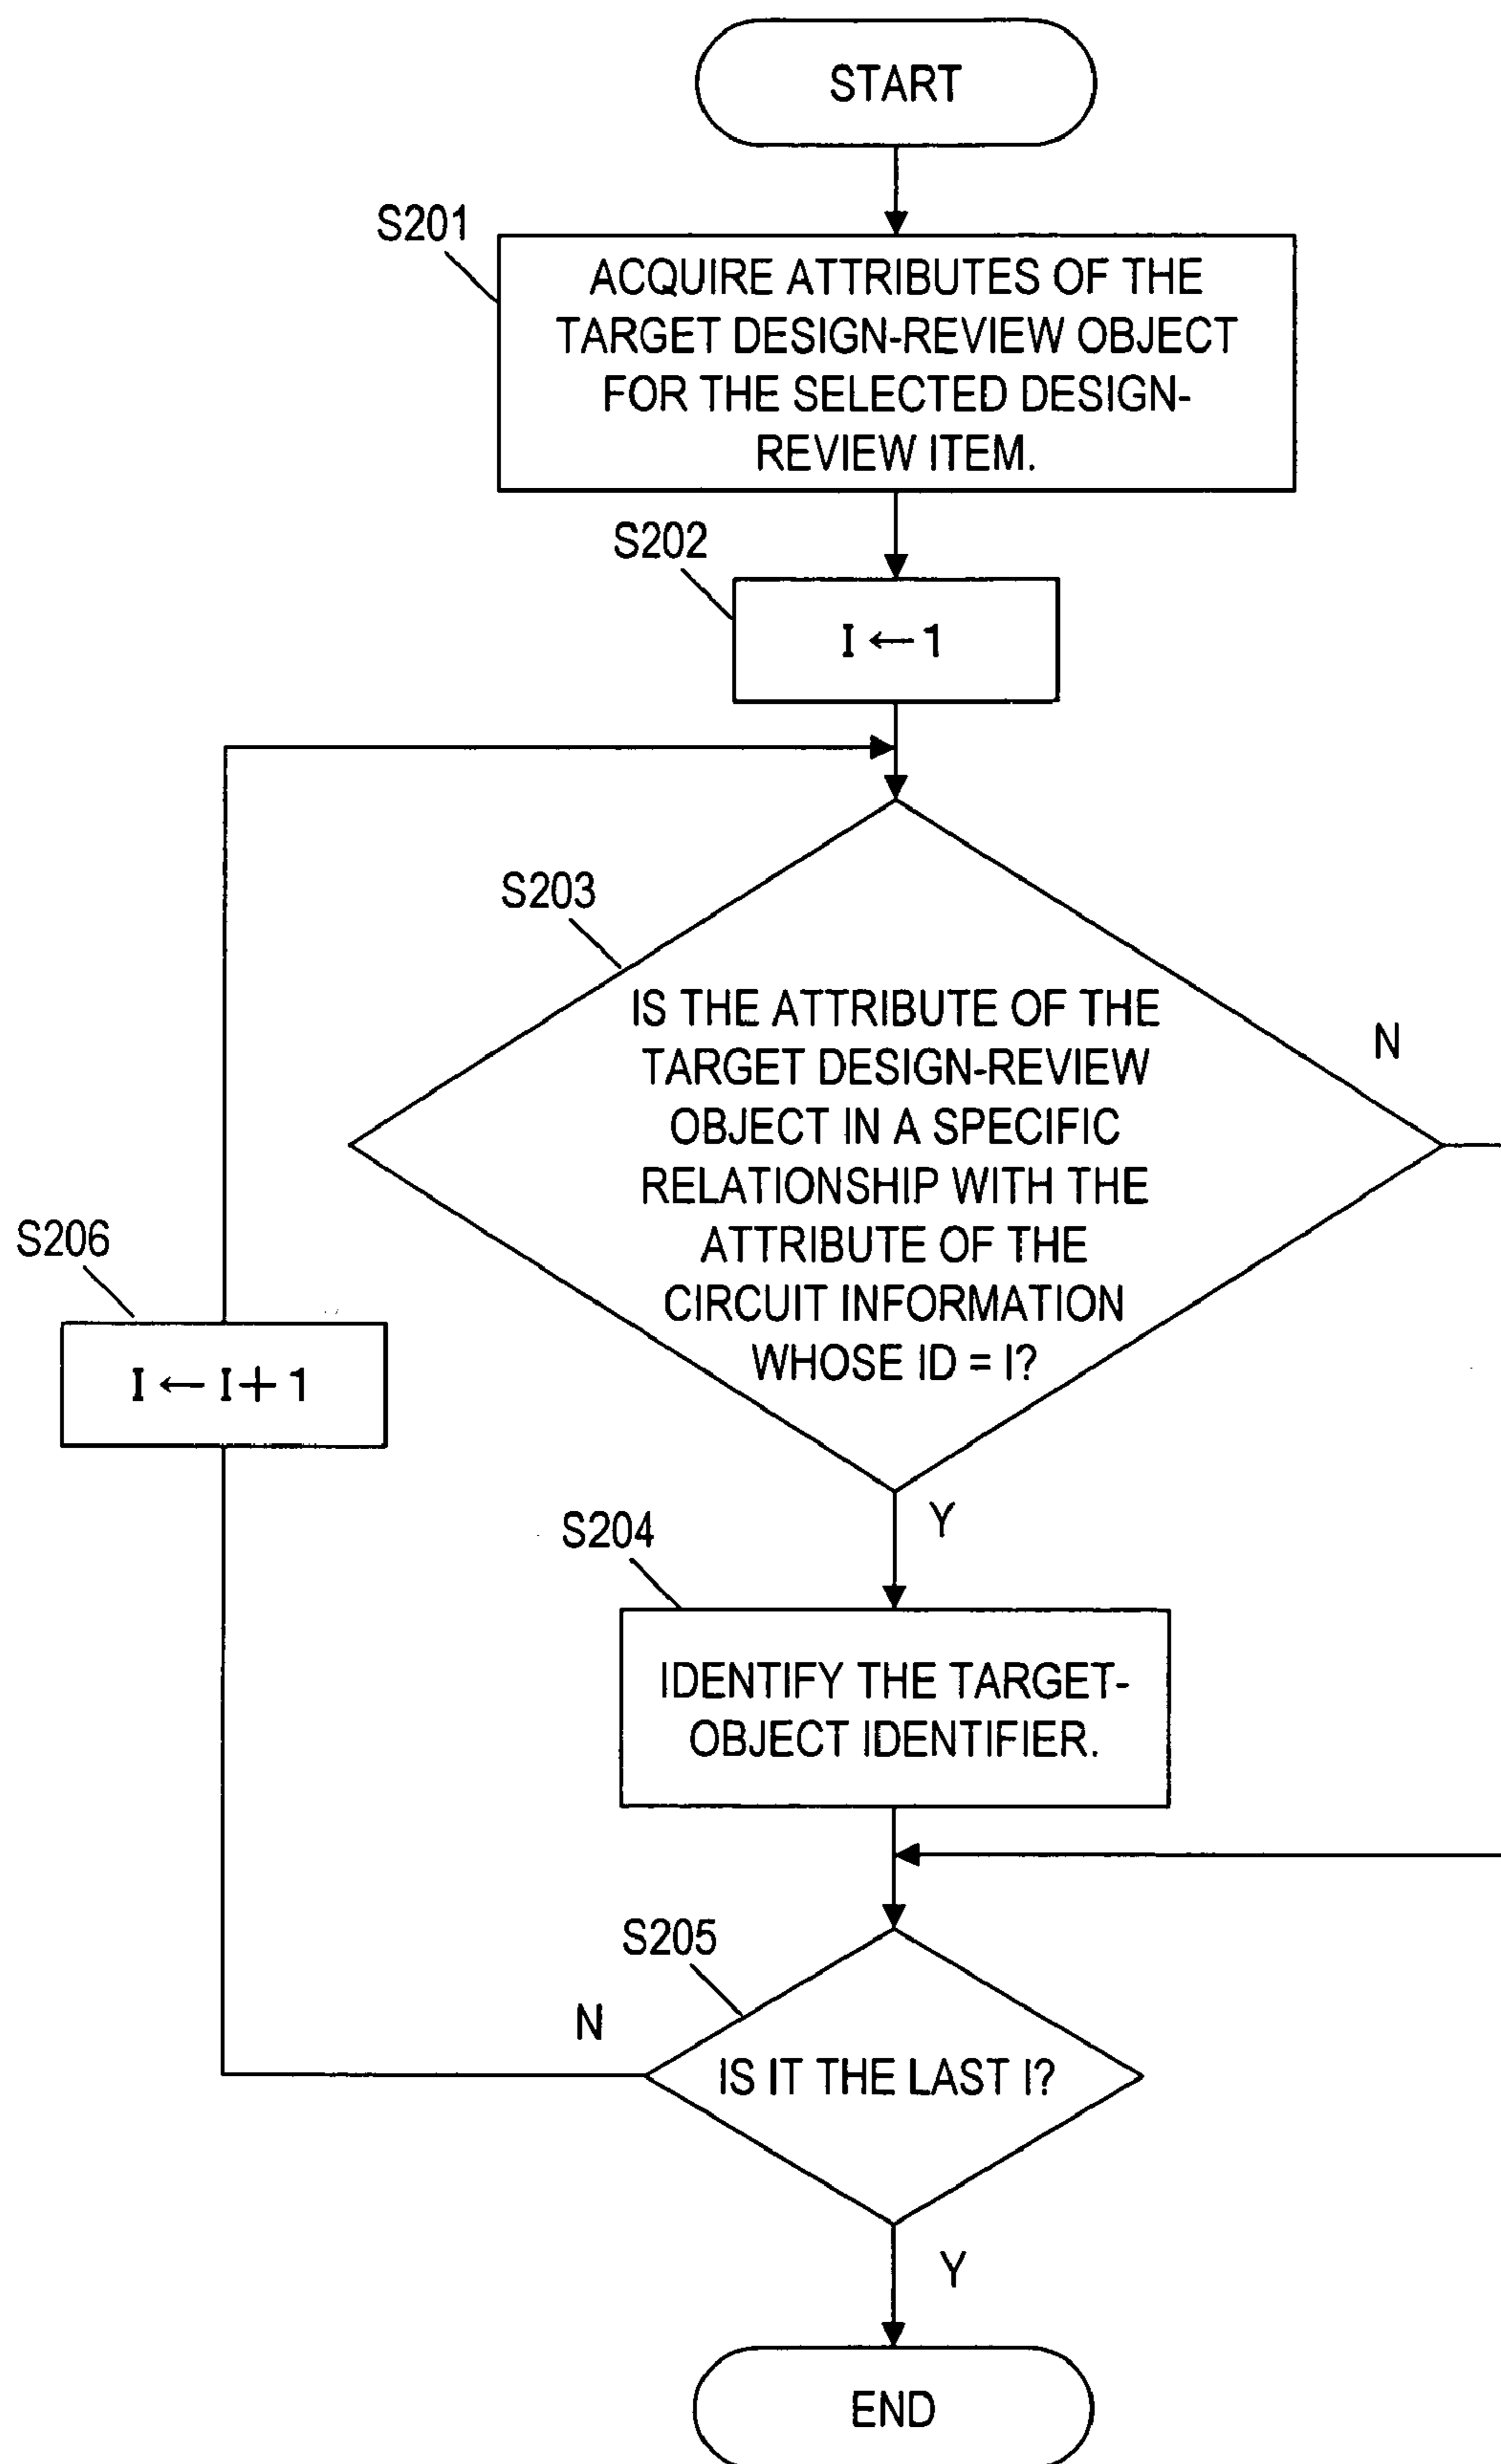 START
S201
ACQUIRE ATTRIBUTES OF THE
TARGET DESIGN-REVIEW OBJECT
FOR THE SELECTED DESIGN-
REVIEW ITEM.
S202
I ← 1
S203
IS THE ATTRIBUTE OF THE
TARGET DESIGN-REVIEW
OBJECT IN A SPECIFIC
RELATIONSHIP WITH THE
ATTRIBUTE OF THE
CIRCUIT INFORMATION
WHOSE ID = I?
N
S206
I ← I + 1
Y
S204
IDENTIFY THE TARGET-
OBJECT IDENTIFIER.
S205
N
IS IT THE LAST I?
Y
END